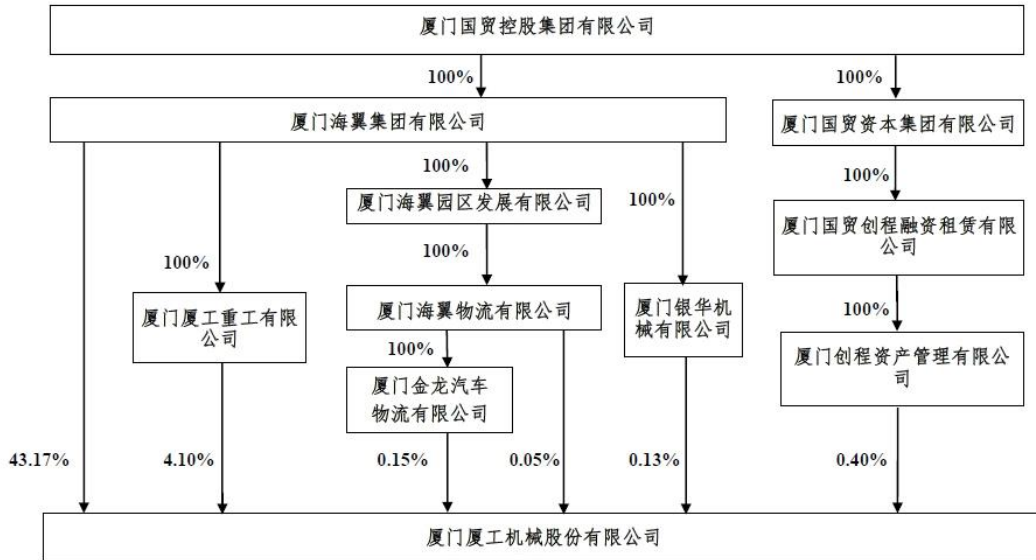 厦门国贸控股集团有限公司
100%
100%
厦门海翼集团有限公司
厦门国贸资本集团有限公司
100%
100%
厦门海翼园区发展有限公司
100%
厦门国贸创程融资租赁有限
公司
100%
100%
厦门厦工重工有限
公司
厦门海翼物流有限公司
厦门银华机
械有限公司
100%
100%
厦门创程资产管理有限公
司
厦门金龙汽车
物流有限公司
43.17%
4.10%
0.15%
0.05%
0.13%
0.40%
厦门厦工机械股份有限公司